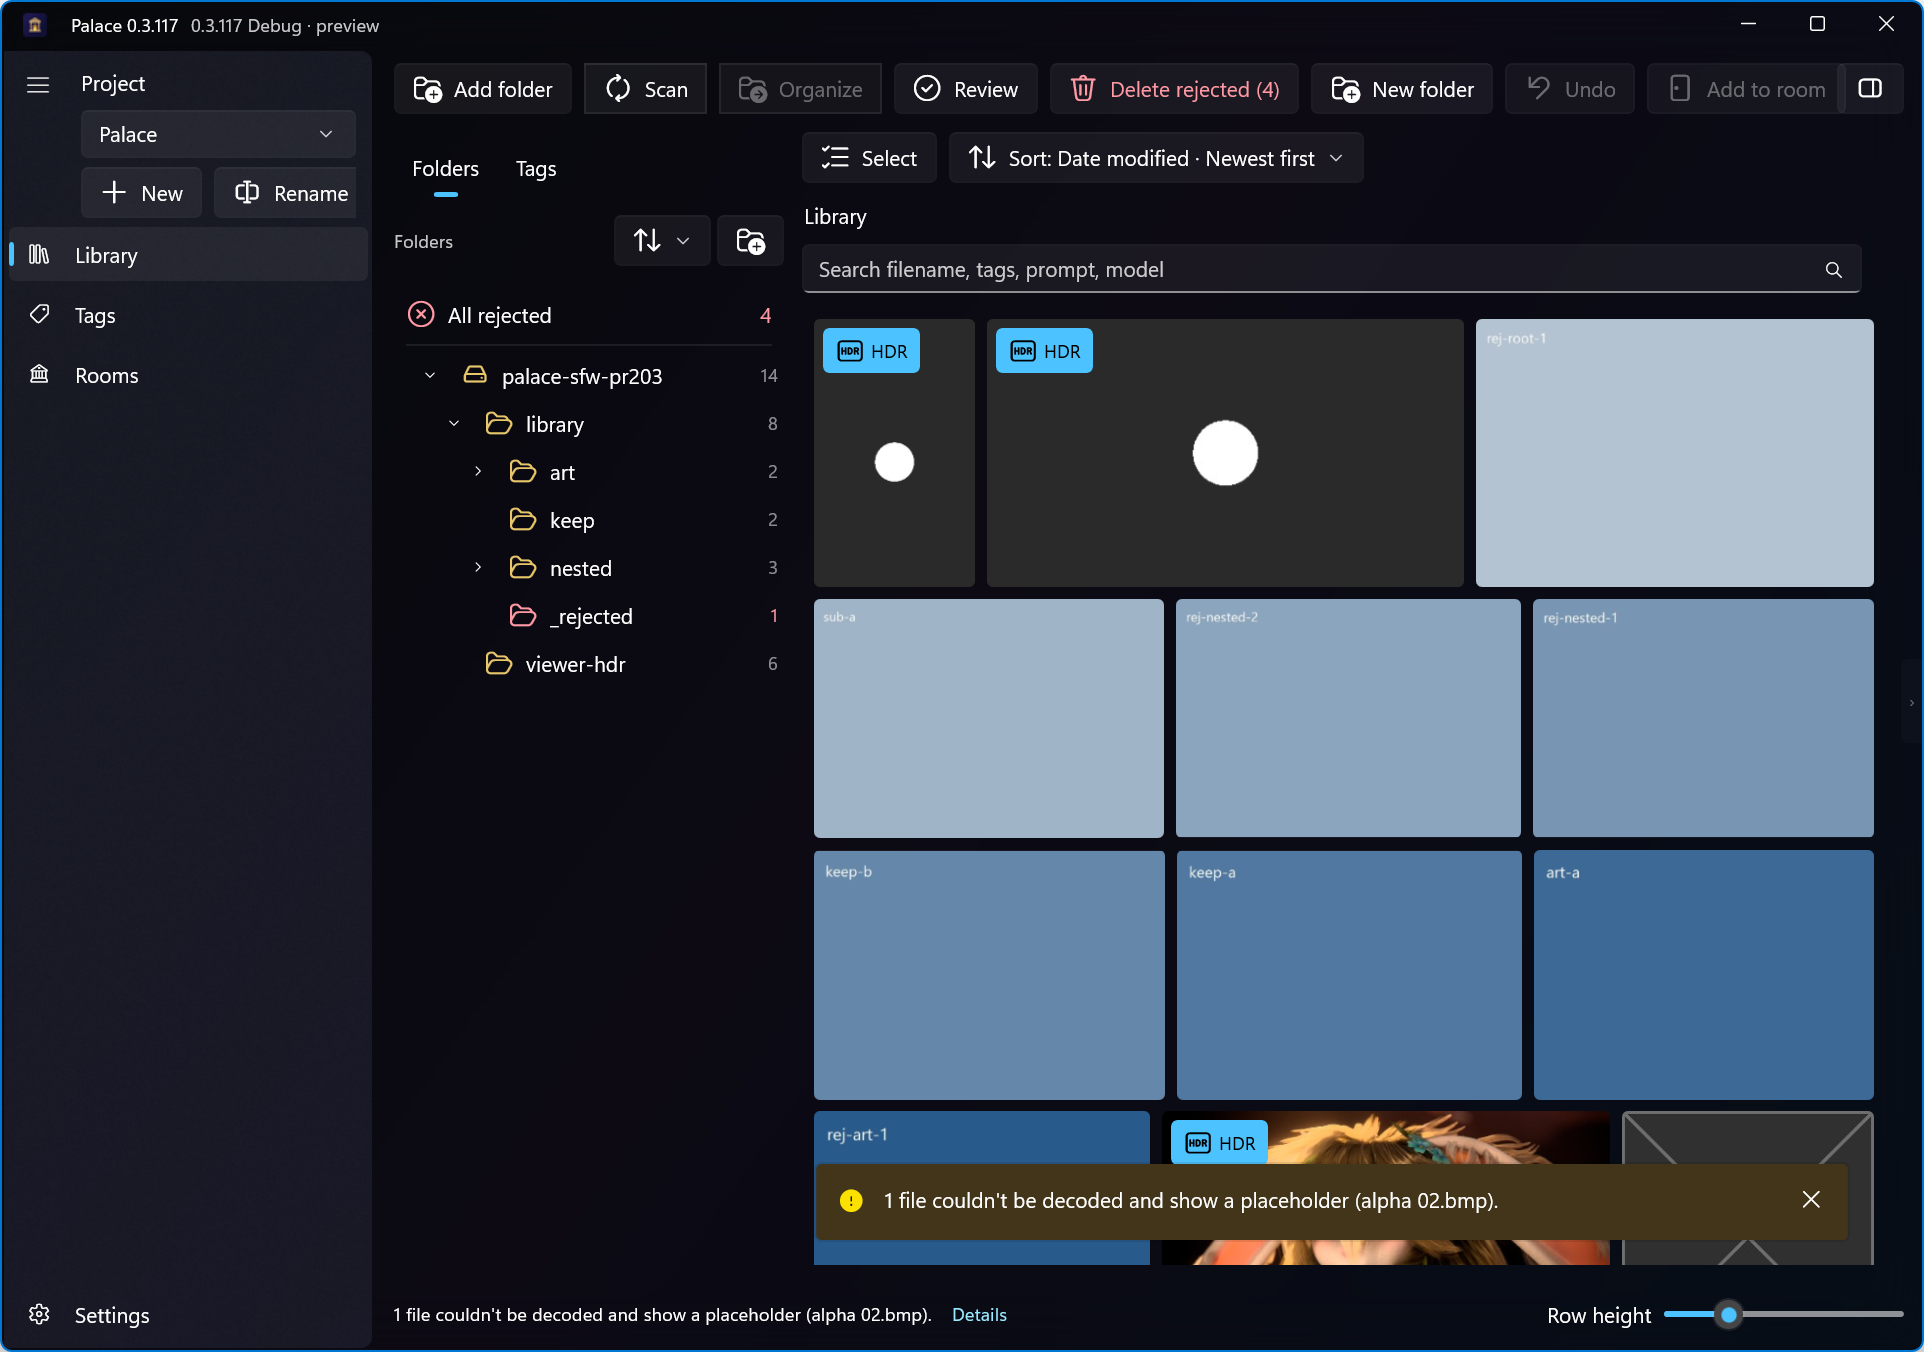 Palace 0.3.117 0.3.117 Debug · preview
Project
Palace
New Rename
Library
Tags
Rooms
Settings
Add folder Scan Organize Review Delete rejected (4) New folder Undo Add to room
Folders Tags
Folders
All rejected 4
palace-sfw-pr203 14
library 8
art 2
keep 2
nested 3
_rejected 1
viewer-hdr 6
Select Sort: Date modified · Newest first
Library
Search filename, tags, prompt, model
HDR HDR
HDR HDR
rej-root-1
sub-a
rej-nested-2
rej-nested-1
keep-b
keep-a
art-a
rej-art-1
HDR HDR
1 file couldn't be decoded and show a placeholder (alpha 02.bmp).
1 file couldn't be decoded and show a placeholder (alpha 02.bmp). Details
Row height